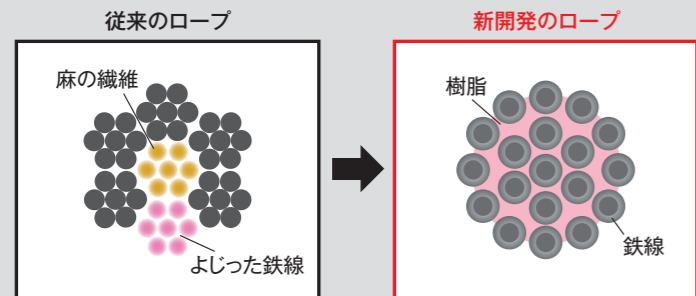 従来のロープ
新開発のロープ
麻の繊維
よじった鉄線
樹脂
鉄線